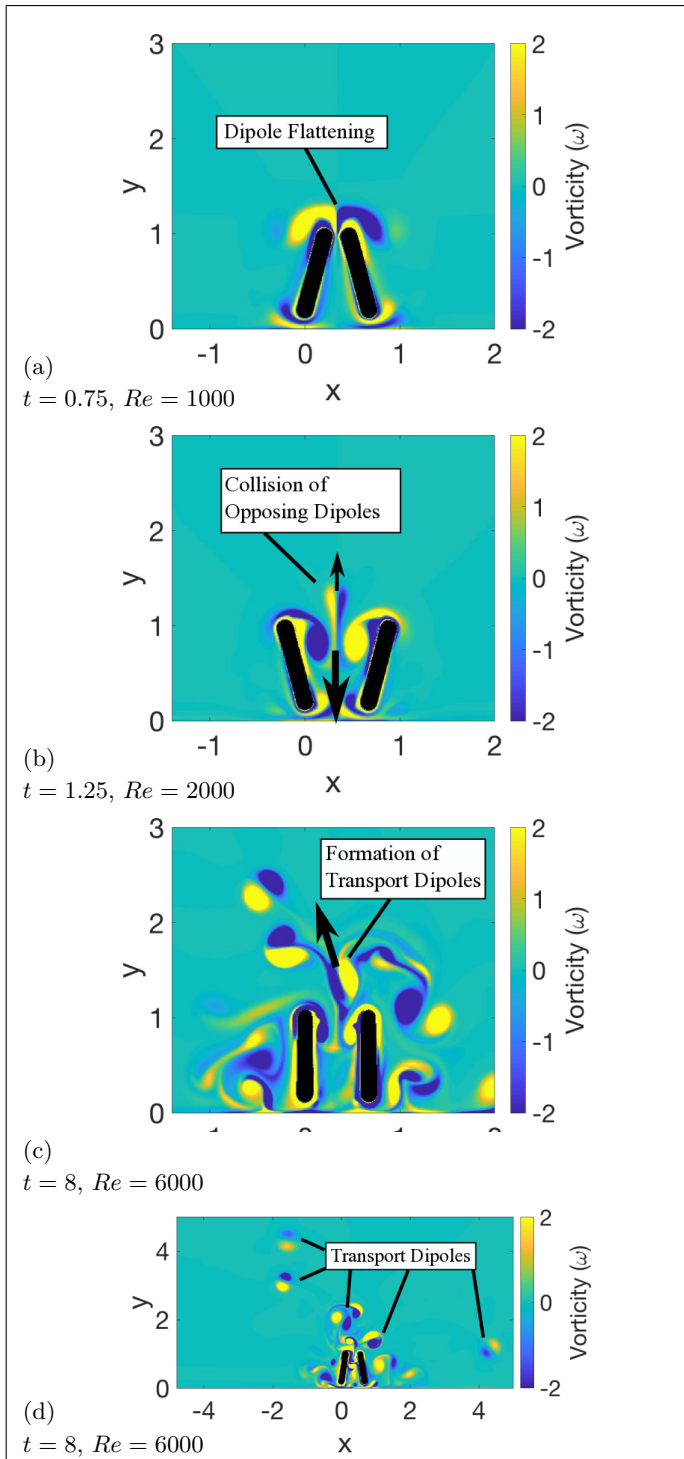 3
2
1
0
y
-1
0
1
2
x
Dipole Flattening
2
1
0
-1
-2
Vorticity (ω)
(a)
t = 0.75, Re = 1000
3
2
1
0
y
-1
0
1
2
x
Collision of
Opposing Dipoles
2
1
0
-1
-2
Vorticity (ω)
(b)
t = 1.25, Re = 2000
3
2
1
0
y
Formation of
Transport Dipoles
2
1
0
-1
-2
Vorticity (ω)
(c)
t = 8, Re = 6000
4
2
0
y
-4
-2
0
2
4
x
Transport Dipoles
2
1
0
-1
-2
Vorticity (ω)
(d)
t = 8, Re = 6000